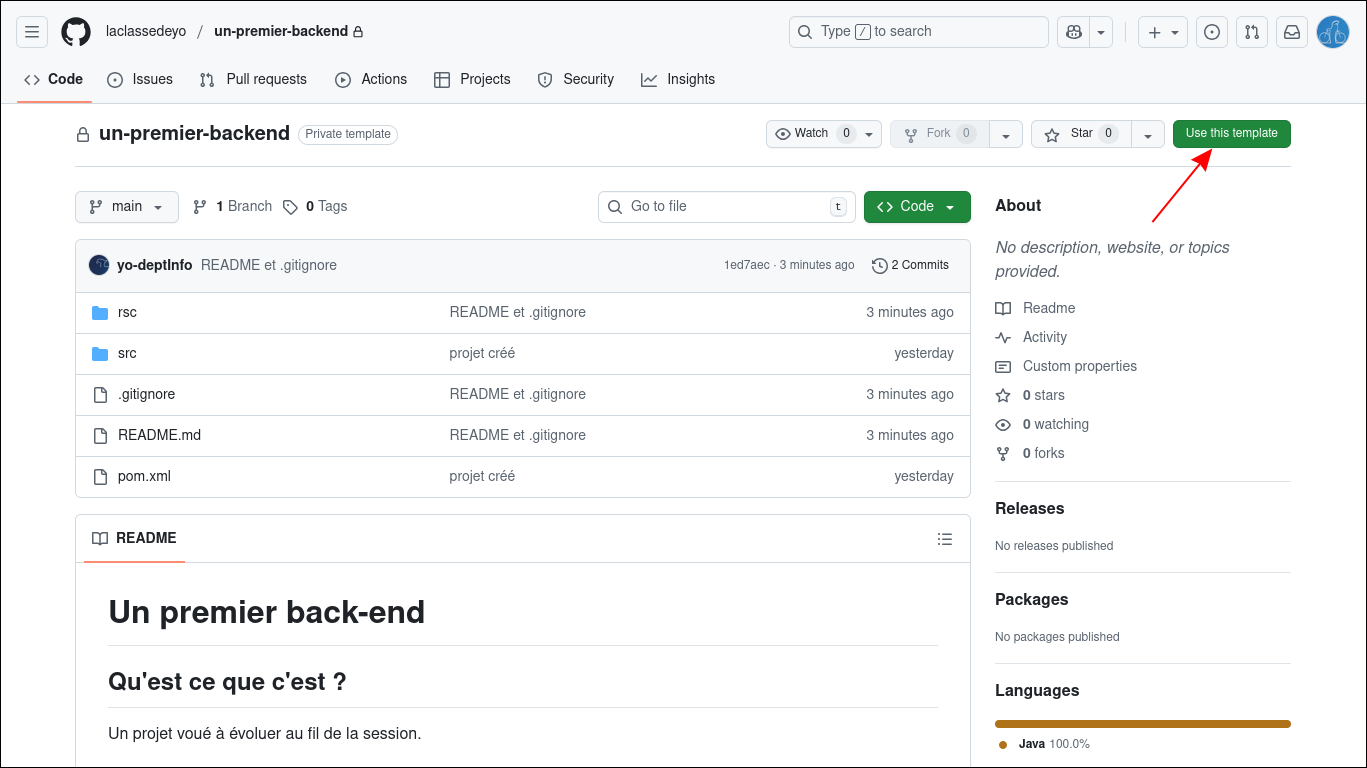 laclassedeyo / un-premier-backend Type / to search
Code Issues Pull requests Actions Projects Security Insights
un-premier-backend Private template Watch 0 Fork 0 Star 0 Use this template
main 1 Branch 0 Tags Go to file t Code
yo-deptInfo README et .gitignore 1ed7aec · 3 minutes ago 2 Commits
rsc README et .gitignore 3 minutes ago
src projet créé yesterday
.gitignore README et .gitignore 3 minutes ago
README.md README et .gitignore 3 minutes ago
pom.xml projet créé yesterday
README
Un premier back-end
Qu'est ce que c'est ?
Un projet voué à évoluer au fil de la session.
About
No description, website, or topics
provided.
Readme
Activity
Custom properties
0 stars
0 watching
0 forks
Releases
No releases published
Packages
No packages published
Languages
Java 100.0%